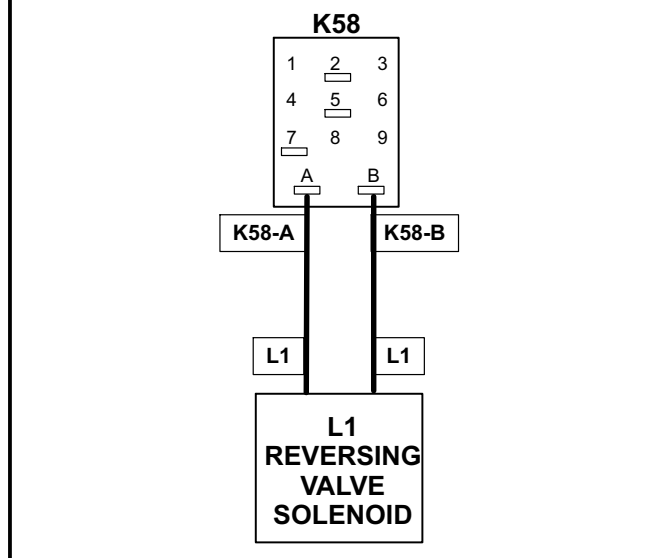 K58
1 2 3
4 5 6
7 8 9
A B
K58-A K58-B
L1 L1
L1
REVERSING
VALVE
SOLENOID